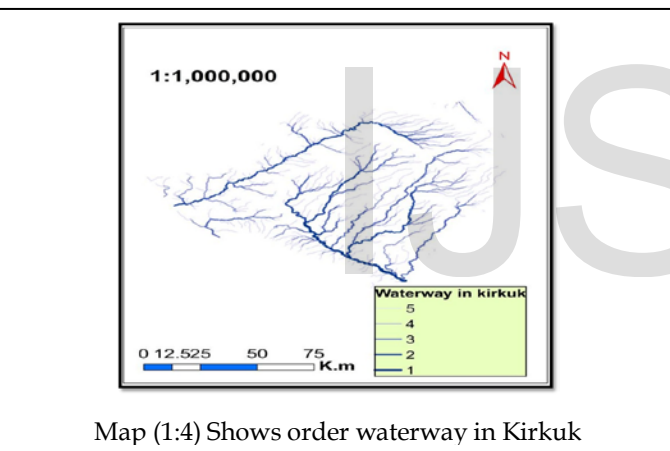 N
1:1,000,000
IJS
Waterway in kirkuk
5
4
3
2
1
0 12.525 50 75
K.m
Map (1:4) Shows order waterway in Kirkuk